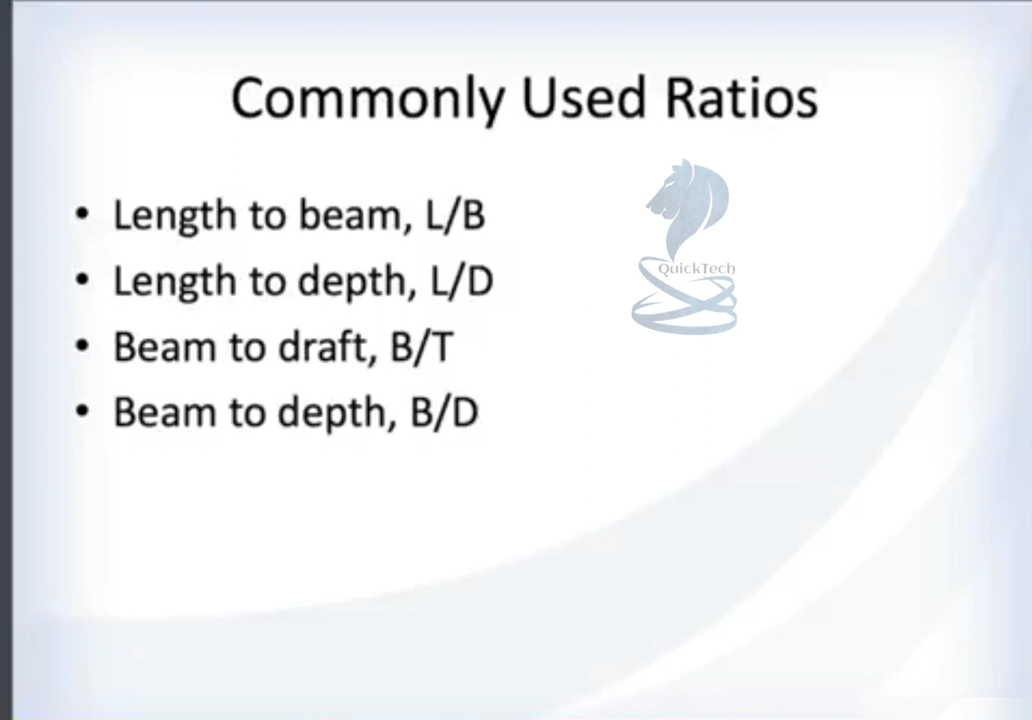 Commonly Used Ratios
• Length to beam, L/B
QuickTech
• Length to depth, L/D
• Beam to draft, B/T
• Beam to depth, B/D